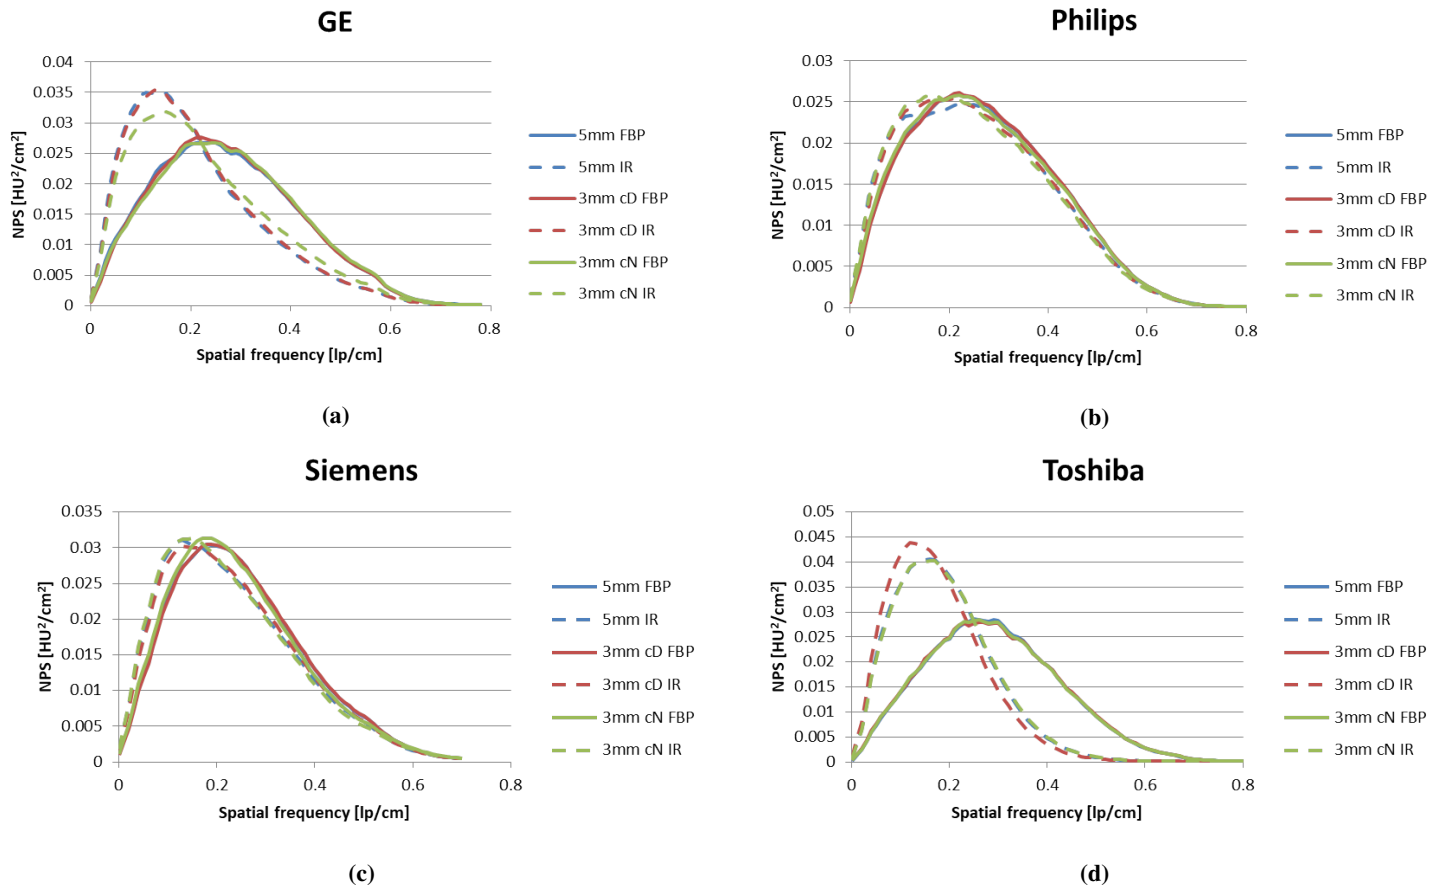 GE
0.04
0.035
0.03
0.025
0.02
0.015
0.01
0.005
0
NPS [HU²/cm²]
0
0.2
0.4
0.6
0.8
Spatial frequency [lp/cm]
5mm FBP
5mm IR
3mm cD FBP
3mm cD IR
3mm cN FBP
3mm cN IR
(a)
Philips
0.03
0.025
0.02
0.015
0.01
0.005
0
NPS [HU²/cm²]
0
0.2
0.4
0.6
0.8
Spatial frequency [lp/cm]
5mm FBP
5mm IR
3mm cD FBP
3mm cD IR
3mm cN FBP
3mm cN IR
(b)
Siemens
0.035
0.03
0.025
0.02
0.015
0.01
0.005
0
NPS [HU²/cm²]
0
0.2
0.4
0.6
0.8
Spatial frequency [lp/cm]
5mm FBP
5mm IR
3mm cD FBP
3mm cD IR
3mm cN FBP
3mm cN IR
(c)
Toshiba
0.05
0.045
0.04
0.035
0.03
0.025
0.02
0.015
0.01
0.005
0
NPS [HU²/cm²]
0
0.2
0.4
0.6
0.8
Spatial frequency [lp/cm]
5mm FBP
5mm IR
3mm cD FBP
3mm cD IR
3mm cN FBP
3mm cN IR
(d)